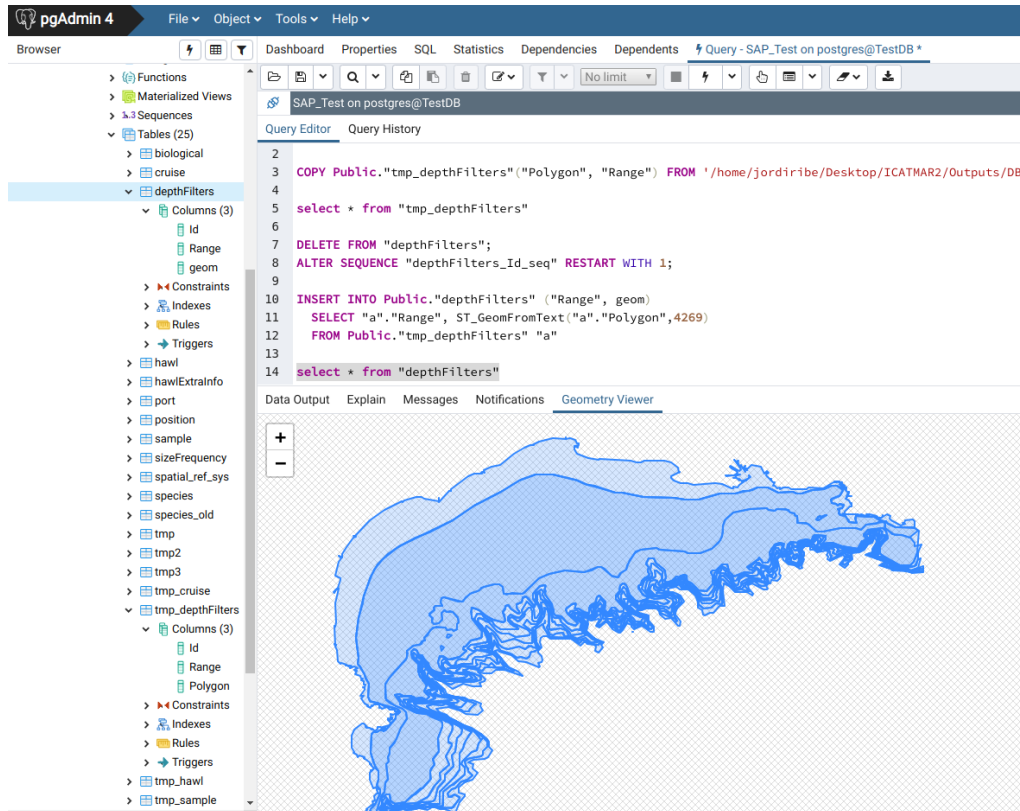 pgAdmin 4 File Object Tools Help
Browser Dashboard Properties SQL Statistics Dependencies Dependents Query - SAP_Test on postgres@TestDB *
No limit
SAP_Test on postgres@TestDB
Query Editor Query History
Functions
Materialized Views
1..3 Sequences
Tables (25)
biological
cruise
depthFilters
Columns (3)
Id
Range
geom
Constraints
Indexes
Rules
Triggers
hawl
hawlExtraInfo
port
position
sample
sizeFrequency
spatial_ref_sys
species
species_old
tmp
tmp2
tmp3
tmp_cruise
tmp_depthFilters
Columns (3)
Id
Range
Polygon
Constraints
Indexes
Rules
Triggers
tmp_hawl
tmp_sample
2
3 COPY Public."tmp_depthFilters"("Polygon", "Range") FROM '/home/jordiribe/Desktop/ICATMAR2/Outputs/DB
4
5 select * from "tmp_depthFilters"
6
7 DELETE FROM "depthFilters";
8 ALTER SEQUENCE "depthFilters_Id_seq" RESTART WITH 1;
9
10 INSERT INTO Public."depthFilters" ("Range", geom)
11 SELECT "a"."Range", ST_GeomFromText("a"."Polygon",4269)
12 FROM Public."tmp_depthFilters" "a"
13
14 select * from "depthFilters"
Data Output Explain Messages Notifications Geometry Viewer
+
−